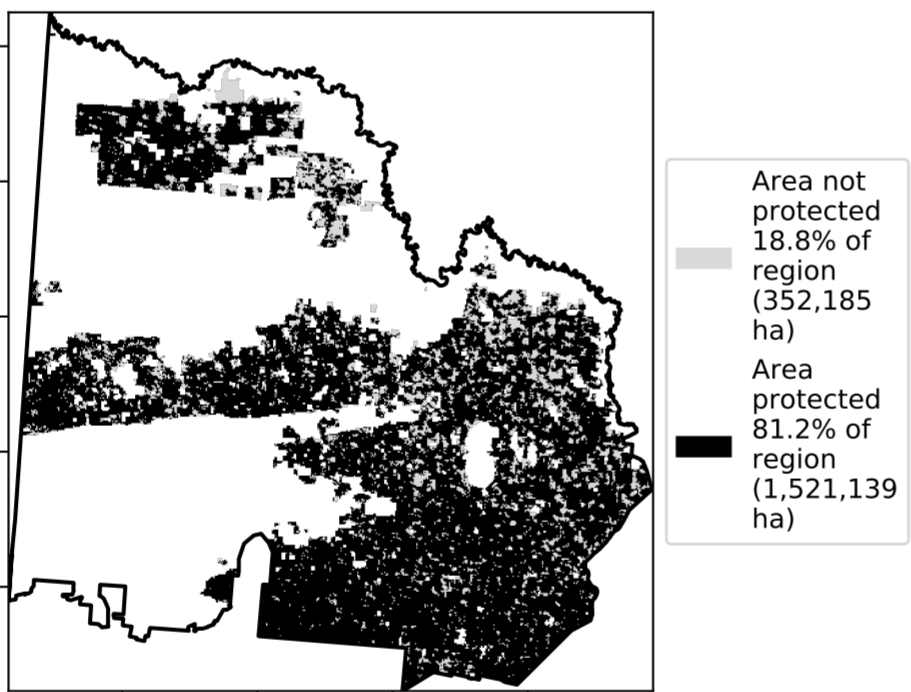 Area not
protected
18.8% of
region
(352,185
ha)
Area
protected
81.2% of
region
(1,521,139
ha)